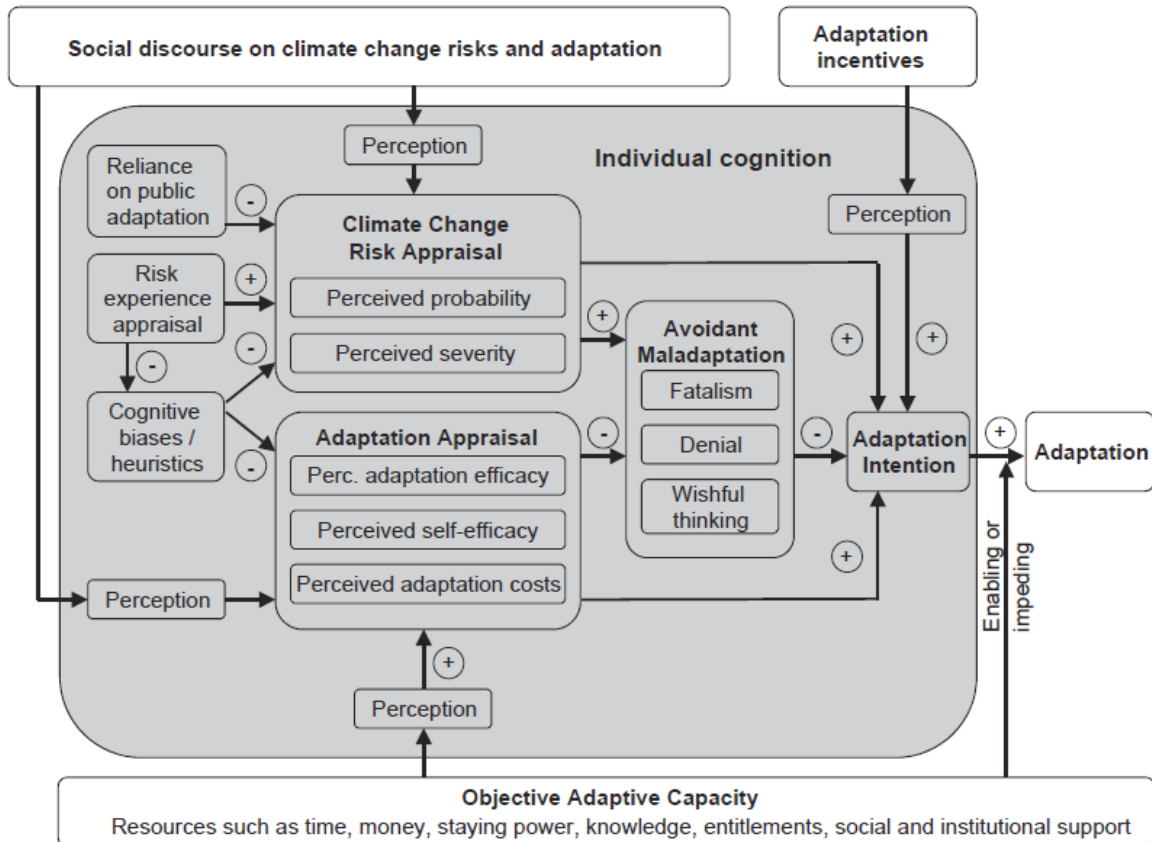 Social discourse on climate change risks and adaptation
Adaptation
incentives
Perception
Individual cognition
Reliance
on public
adaptation
-
Climate Change
Risk Appraisal
Perception
Risk
experience
appraisal
+
Perceived probability
+
Avoidant
Maladaptation
+
+
-
Perceived severity
-
Fatalism
Cognitive
biases /
heuristics
-
Adaptation Appraisal
-
Denial
-
Adaptation
Intention
+
Adaptation
Perc. adaptation efficacy
Wishful
thinking
Perceived self-efficacy
+
Enabling or
impeding
Perception
Perceived adaptation costs
+
Perception
Objective Adaptive Capacity
Resources such as time, money, staying power, knowledge, entitlements, social and institutional support